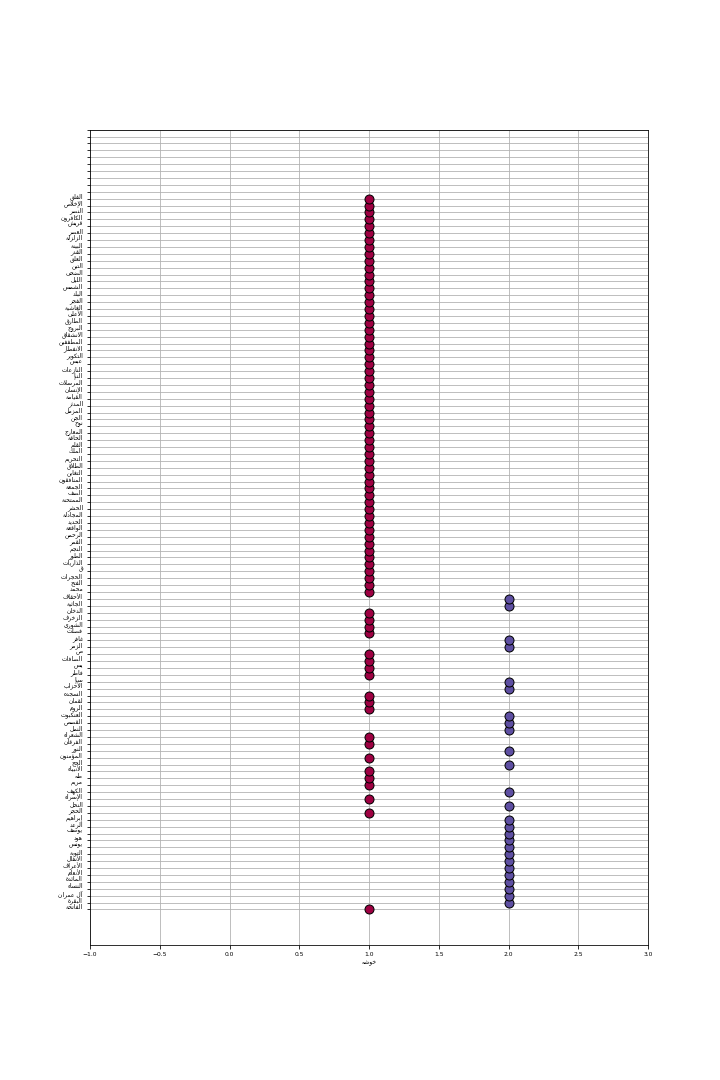 الفلق
الإخلاص
النصر
الكافرون
قريش
العصر
الزلزلة
البينة
القدر
العلق
التين
الضحى
الليل
الشمس
البلد
الفجر
الغاشية
الأعلى
الطارق
البروج
الانشقاق
المطففين
الانفطار
التكوير
عبس
النازعات
النبأ
المرسلات
الإنسان
القيامة
المدثر
المزمل
الجن
نوح
المعارج
الحاقة
القلم
الملك
التحريم
الطلاق
التغابن
المنافقون
الجمعة
الصف
الممتحنة
الحشر
المجادلة
الحديد
الواقعة
الرحمن
القمر
النجم
الطور
الذاريات
ق
الحجرات
الفتح
محمد
الأحقاف
الجاثية
الدخان
الزخرف
الشورى
فصلت
غافر
الزمر
ص
الصافات
يس
فاطر
سبأ
الأحزاب
السجدة
لقمان
الروم
العنكبوت
القصص
النمل
الشعراء
الفرقان
النور
المؤمنون
الحج
الأنبياء
طه
مريم
الكهف
الإسراء
النحل
الحجر
إبراهيم
الرعد
يوسف
هود
يونس
التوبة
الأنفال
الأعراف
الأنعام
المائدة
النساء
آل عمران
البقرة
الفاتحة
−1.0 −0.5 0.0 0.5 1.0 1.5 2.0 2.5 3.0
خوشه